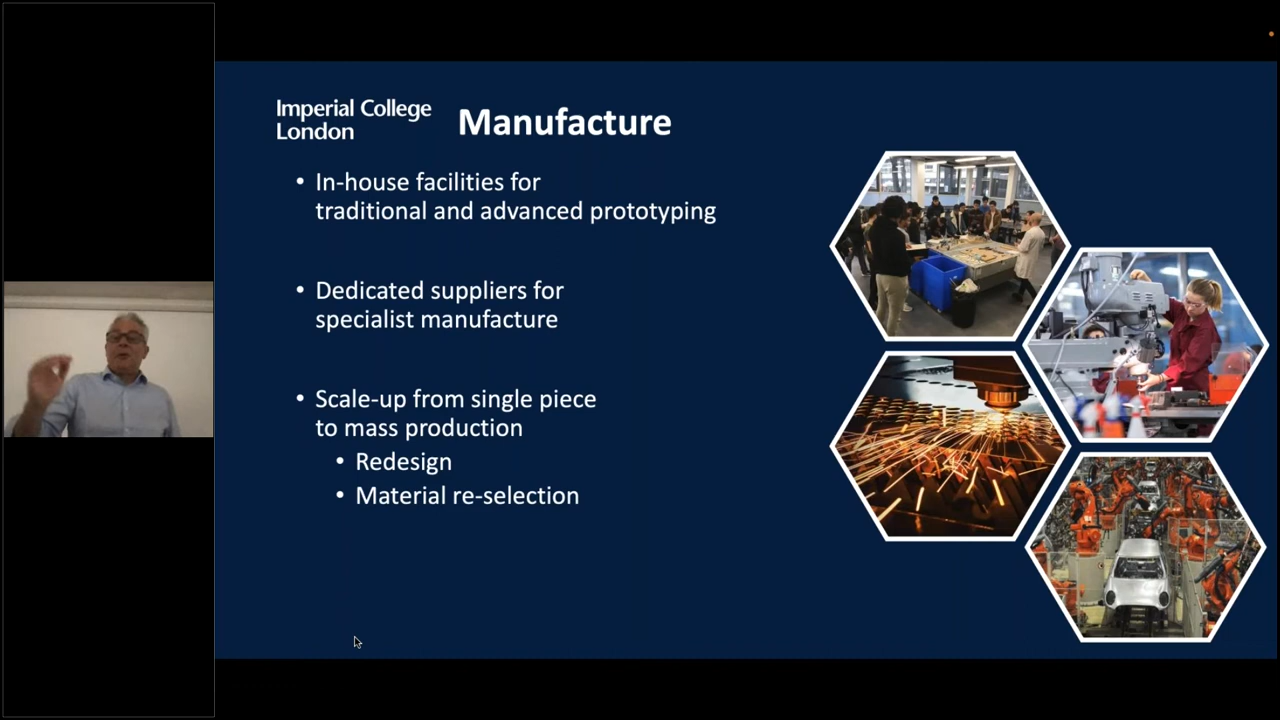 Imperial College
London
Manufacture
• In-house facilities for
traditional and advanced prototyping
• Dedicated suppliers for
specialist manufacture
• Scale-up from single piece
to mass production
• Redesign
• Material re-selection